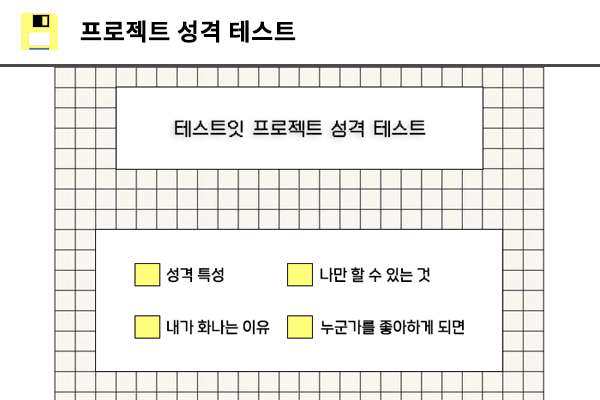 프로젝트 성격 테스트
테스트잇 프로젝트 성격 테스트
성격 특성
나만 할 수 있는 것
내가 화나는 이유
누군가를 좋아하게 되면